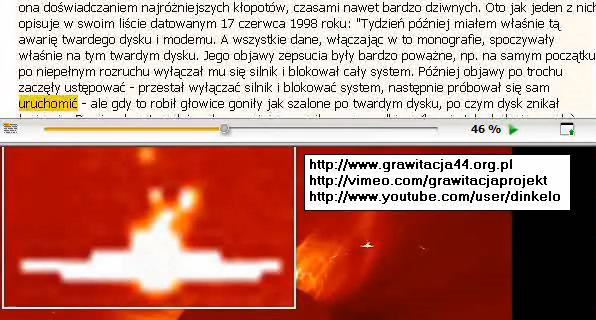 ona doświadczaniem najróżniejszych kłopotów, czasami nawet bardzo dziwnych. Oto jak jeden z nich
opisuje w swoim liście datowanym 17 czerwca 1998 roku: "Tydzień później miałem właśnie tą
awarię twardego dysku i modemu. A wszystkie dane, włączając w to monografie, spoczywały
właśnie na tym twardym dysku. Jego objawy zepsucia były bardzo poważne, np. na samym początku
po niepełnym rozruchu wyłączał mu się silnik i blokował cały system. Później objawy po trochu
zaczęły ustępować - przestał wyłączać silnik i blokować system, następnie próbował się sam
uruchomić - ale gdy to robił głowice goniły jak szalone po twardym dysku, po czym dysk znikał
46 %
http://www.grawitacja44.org.pl
http://vimeo.com/grawitacjaprojekt
http://www.youtube.com/user/dinkelo